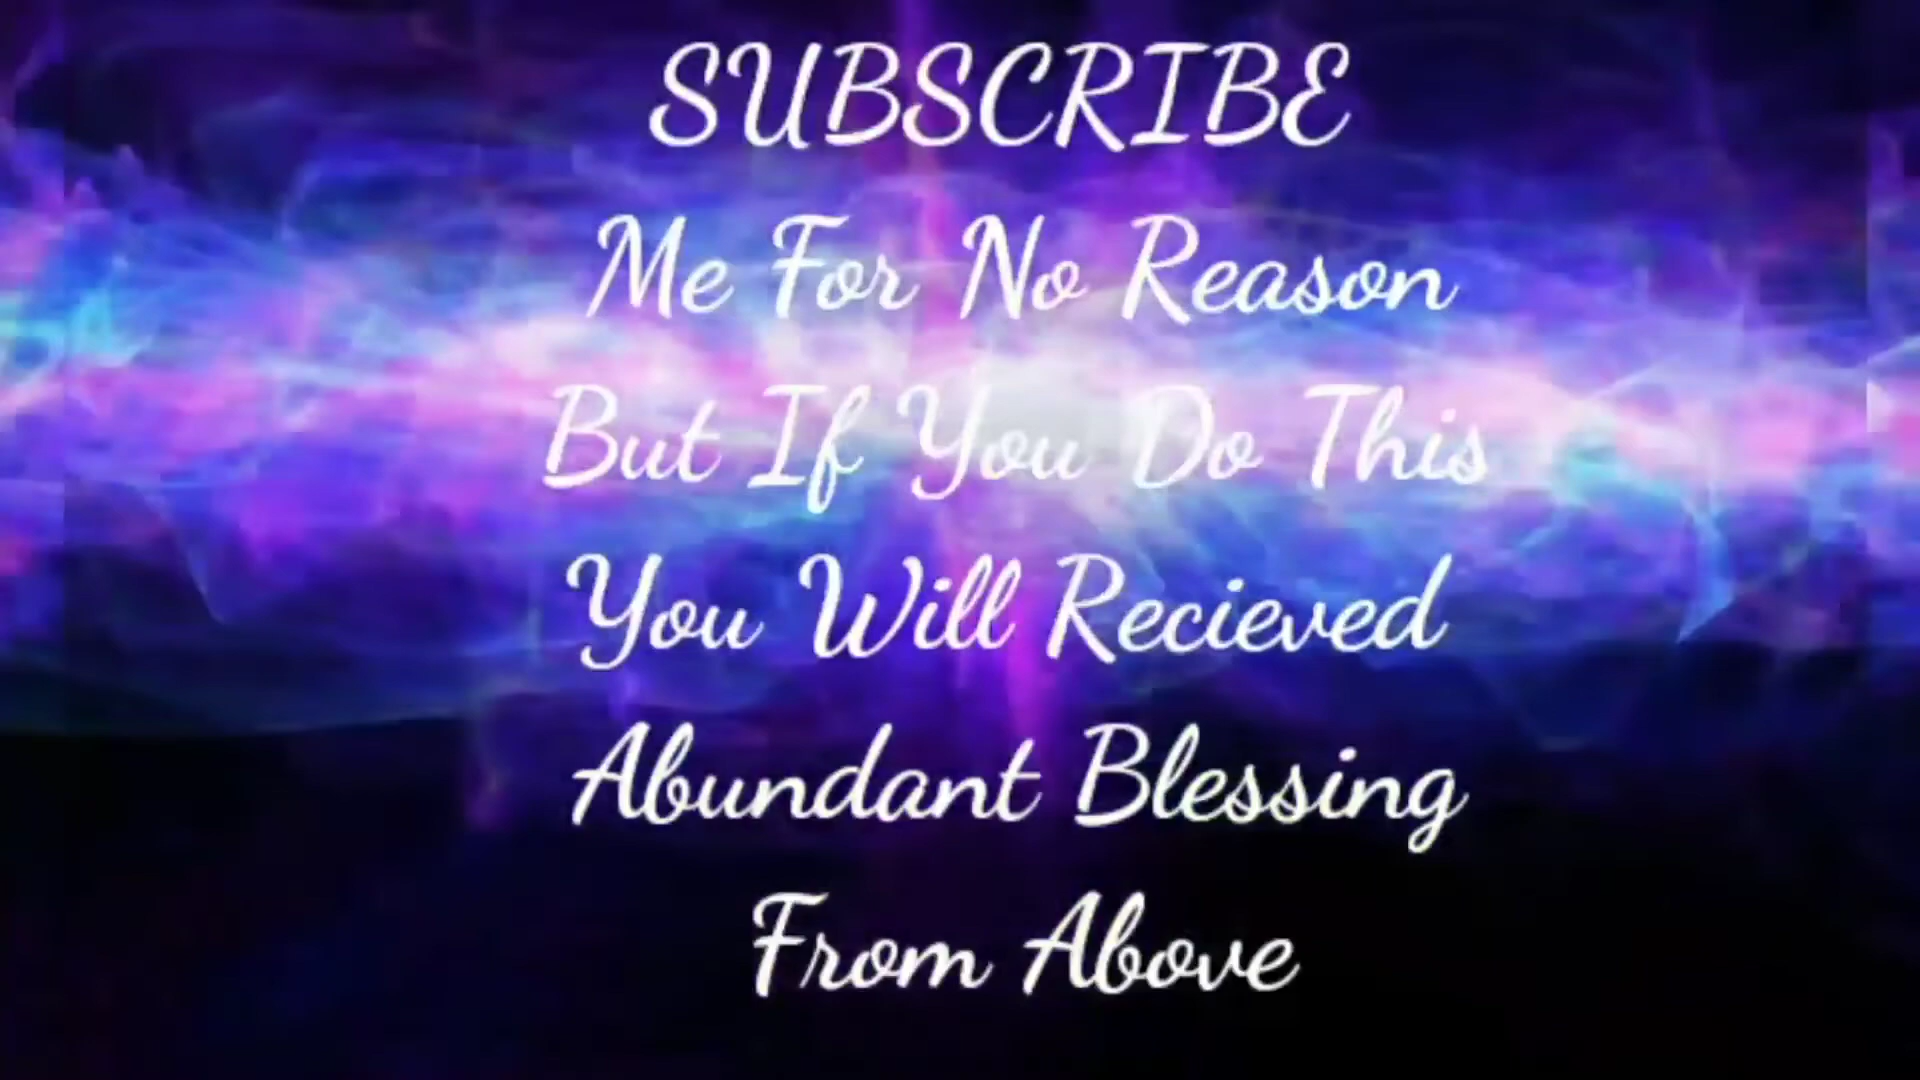 SUBSCRIBE
Me For No Reason
But If You Do This
You Will Recieved
Abundant Blessing
From Above